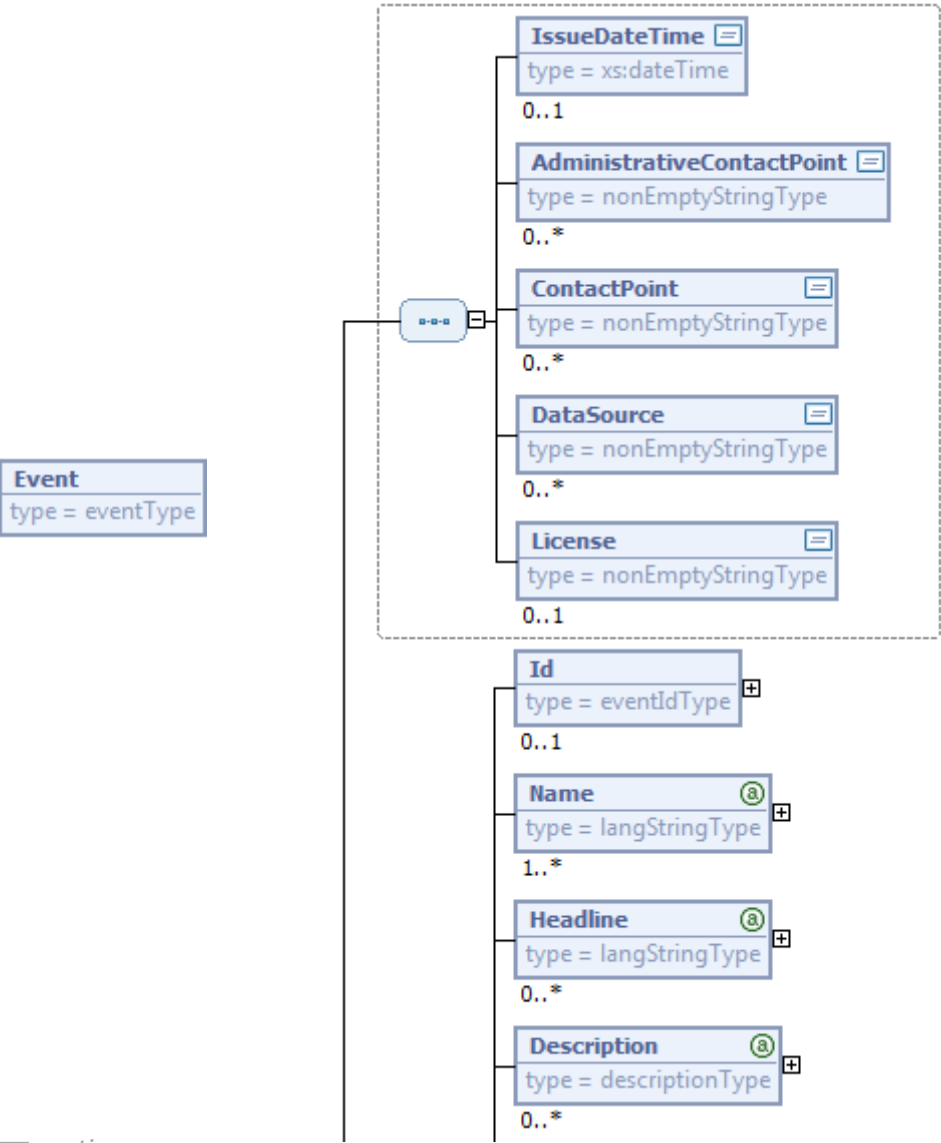 IssueDateTime
type = xs:dateTime
0..1
AdministrativeContactPoint
type = nonEmptyStringType
0..*
ContactPoint
type = nonEmptyStringType
0..*
DataSource
type = nonEmptyStringType
0..*
Event
type = eventType
License
type = nonEmptyStringType
0..1
Id
type = eventIdType
0..1
Name
a
type = langStringType
1..*
Headline
a
type = langStringType
0..*
Description
a
type = descriptionType
0..*